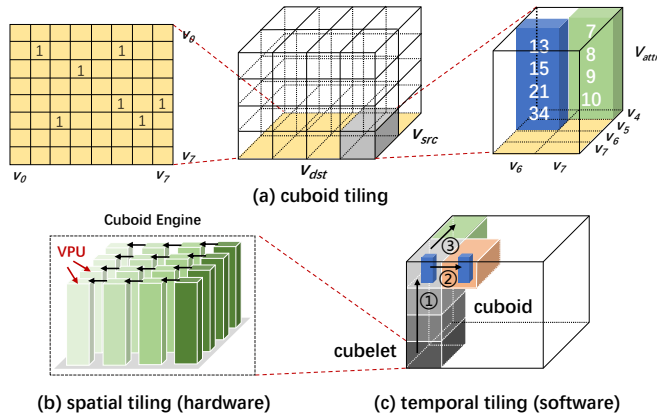 1 1
1
1 1
1 1
v0
v7
v0
v7
Vdst
Vsrc
13
15
21
34
7
8
9
10
Vatt
v4
v5
v6
v7
v6
v7
(a) cuboid tiling
Cuboid Engine
VPU
③
②
①
cuboid
cubelet
(b) spatial tiling (hardware)
(c) temporal tiling (software)